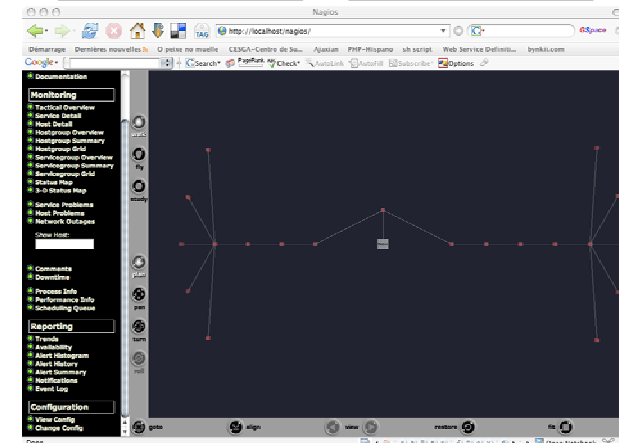 Nagios
TAG http://localhost/nagios/ GSpace
Démarrage Dernières nouvelles O peixe no muelle CESGA-Centro de Su... Ajaxian PHP-Hispano sh script Web Service Definiti... bynkii.com
Google Search PageRank Check AutoLink AutoFill Subscribe Options
Documentation
Monitoring
Tactical Overview
Service Detail
Host Detail
Hostgroup Overview
Hostgroup Summary
Hostgroup Grid
Servicegroup Overview
Servicegroup Summary
Servicegroup Grid
Status Map
3-D Status Map
Service Problems
Host Problems
Network Outages
Show Host:
Comments
Downtime
Process Info
Performance Info
Scheduling Queue
Reporting
Trends
Availability
Alert Histogram
Alert History
Alert Summary
Notifications
Event Log
Configuration
View Config
Change Config
walk
fly
study
plan
pan
turn
roll
goto align view restore fit
Done